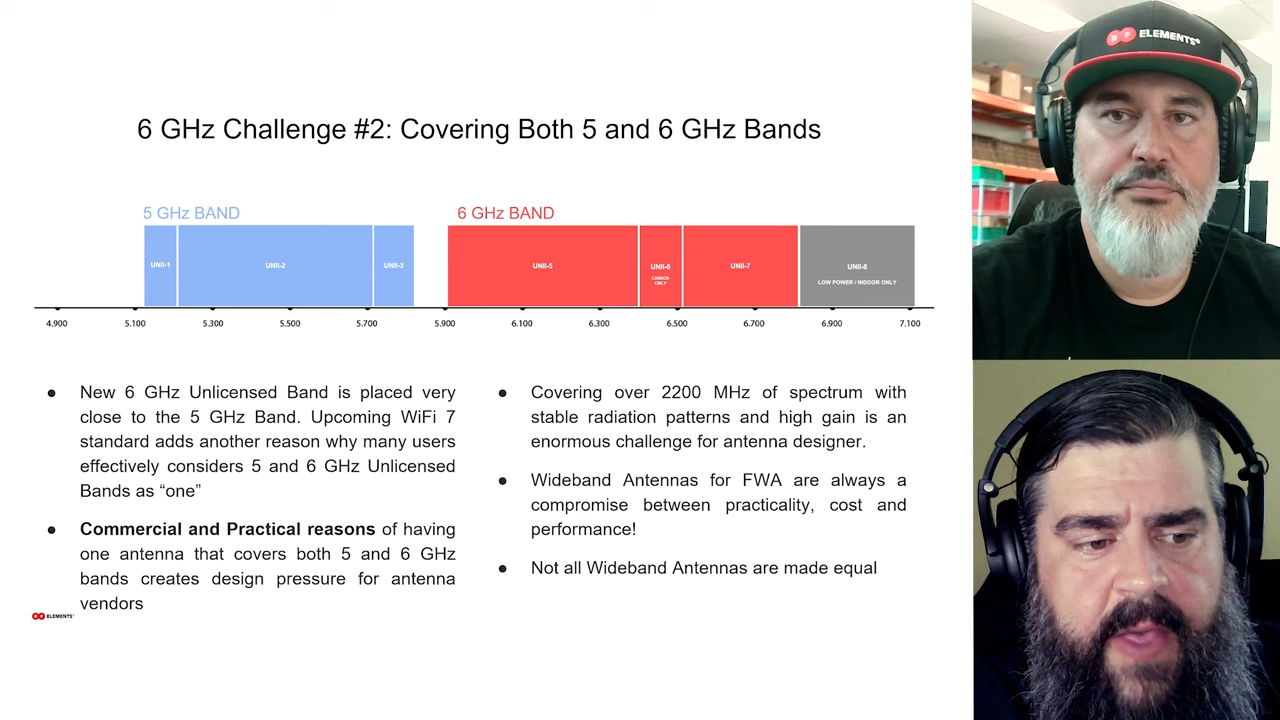 6 GHz Challenge #2: Covering Both 5 and 6 GHz Bands
5 GHz BAND
6 GHz BAND
UNII-1
UNII-2
UNII-3
UNII-5
UNII-6
CANADA
ONLY
UNII-7
UNII-8
LOW POWER / INDOOR ONLY
4.900 5.100 5.300 5.500 5.700 5.900 6.100 6.300 6.500 6.700 6.900 7.100
● New 6 GHz Unlicensed Band is placed very
close to the 5 GHz Band. Upcoming WiFi 7
standard adds another reason why many users
effectively considers 5 and 6 GHz Unlicensed
Bands as “one”
● Commercial and Practical reasons of having
one antenna that covers both 5 and 6 GHz
bands creates design pressure for antenna
vendors
● Covering over 2200 MHz of spectrum with
stable radiation patterns and high gain is an
enormous challenge for antenna designer.
● Wideband Antennas for FWA are always a
compromise between practicality, cost and
performance!
● Not all Wideband Antennas are made equal
RF ELEMENTS
RF ELEMENTS